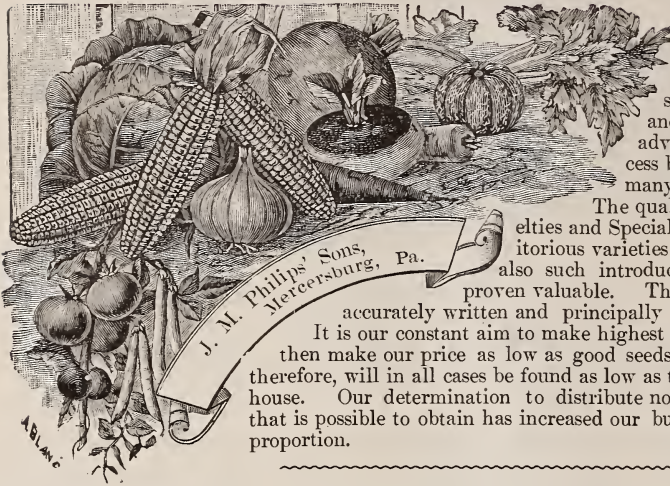 J. M. Philips' Sons,
Mercersburg, Pa.
many
The qua
elties and Special
itorious varieties
also such introduc
proven valuable. Th
accurately written and principally
It is our constant aim to make highest
then make our price as low as good seeds
therefore, will in all cases be found as low as t
house. Our determination to distribute no
that is possible to obtain has increased our bu
proportion.
A.BLANC